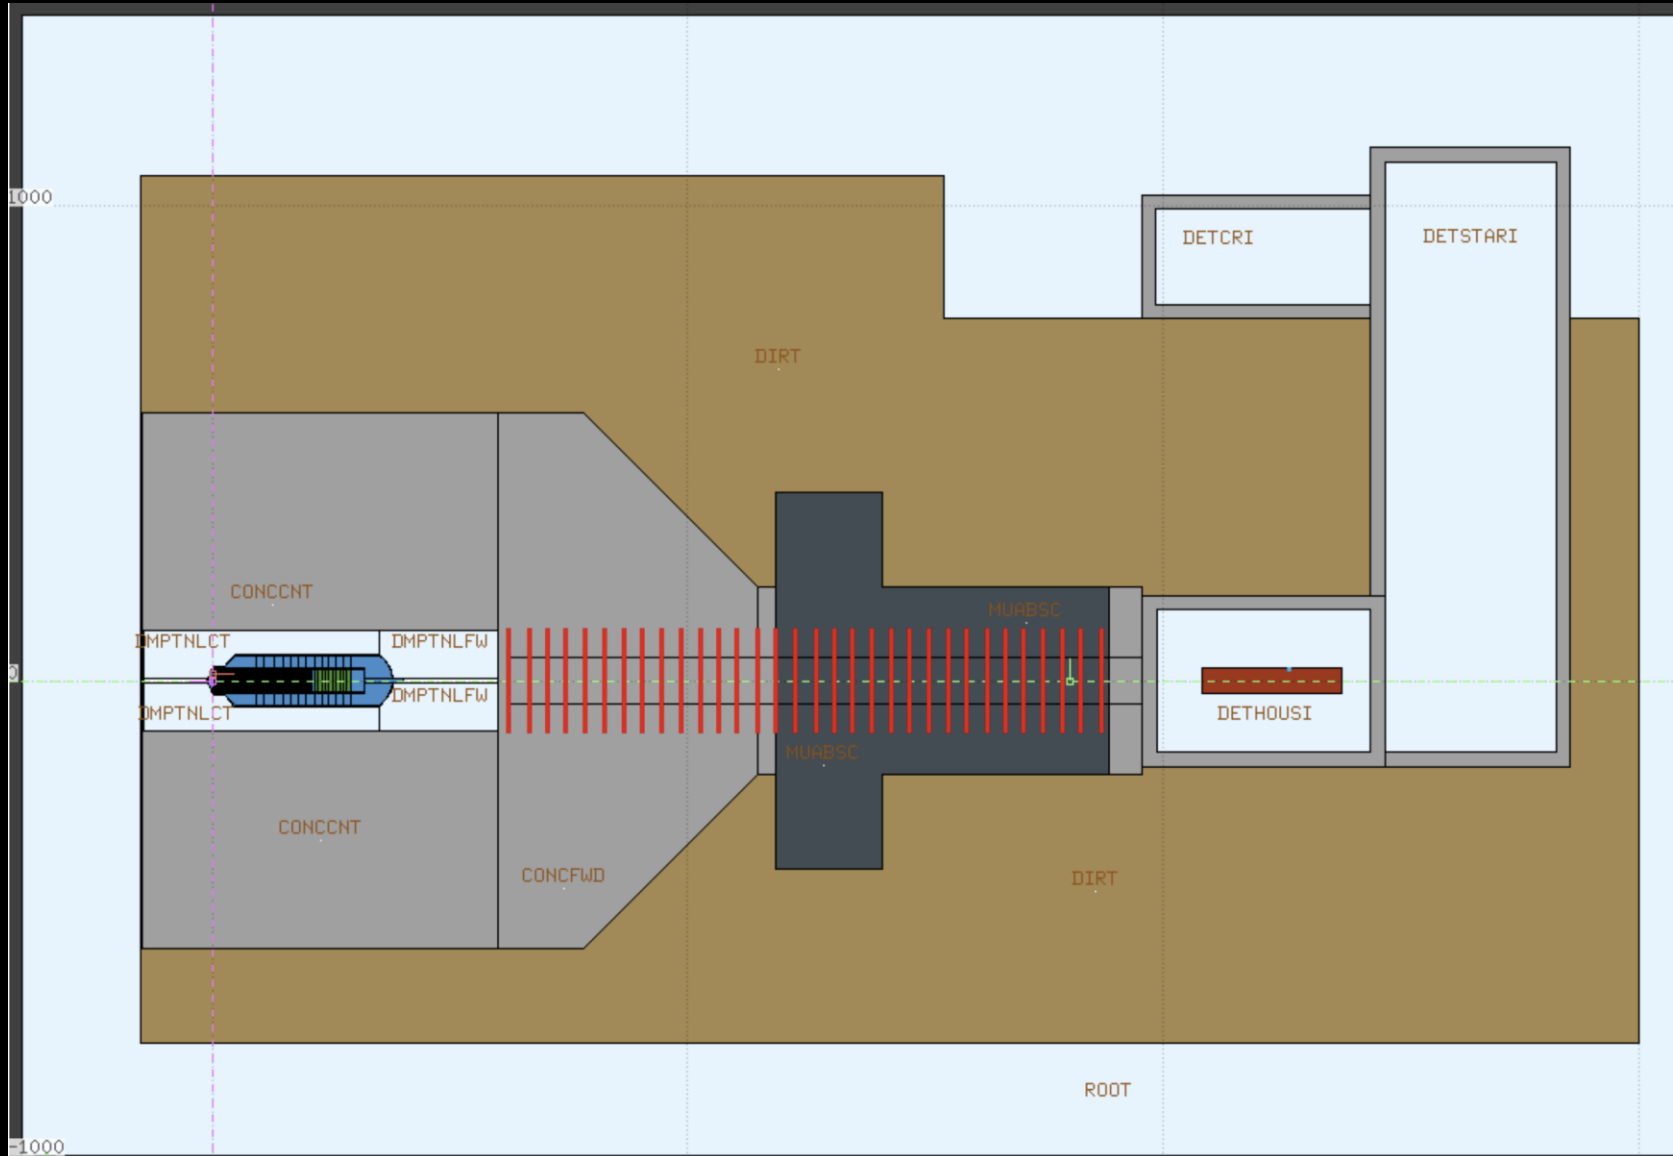 1000
DETCRI
DETSTARI
DIRT
CONCCNT
MUABSC
DMPTNLCT
DMPTNLFW
0
DMPTNLFW
DMPTNLCT
DETHOUSI
MUABSC
CONCCNT
CONCFWD
DIRT
ROOT
-1000